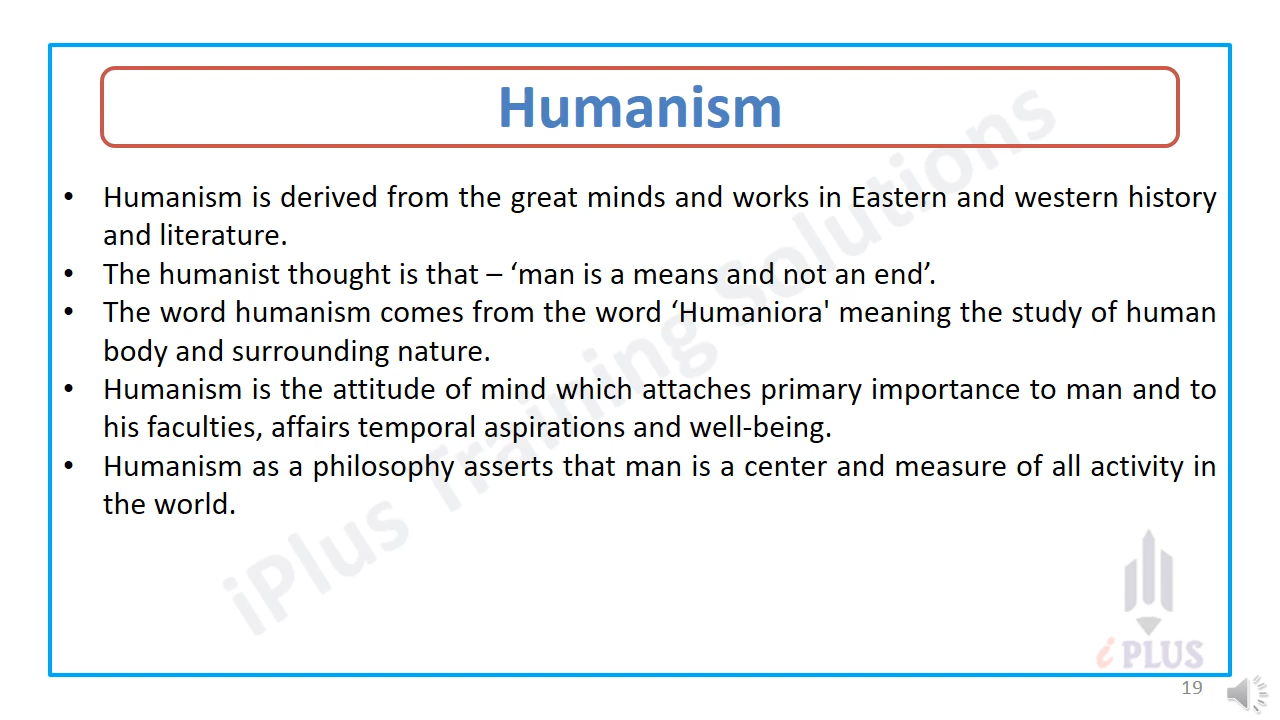 Humanism
• Humanism is derived from the great minds and works in Eastern and western history
and literature.
• The humanist thought is that – ‘man is a means and not an end’.
• The word humanism comes from the word ‘Humaniora' meaning the study of human
body and surrounding nature.
• Humanism is the attitude of mind which attaches primary importance to man and to
his faculties, affairs temporal aspirations and well-being.
• Humanism as a philosophy asserts that man is a center and measure of all activity in
the world.
iPlus Training Solutions
i PLUS
19